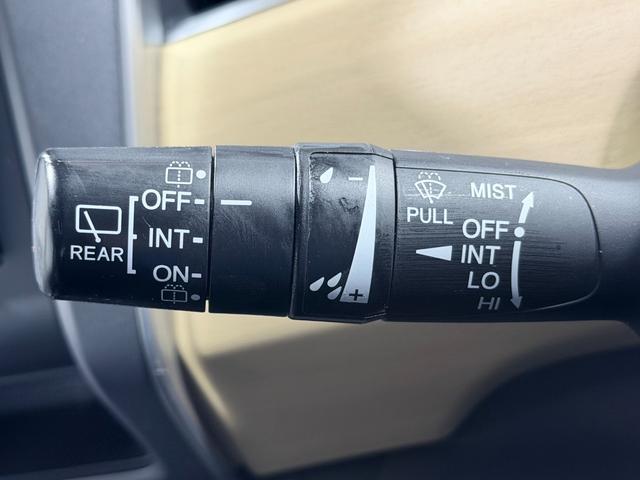 OFF
INT
ON
REAR
−
+
PULL
MIST
OFF
INT
LO
HI